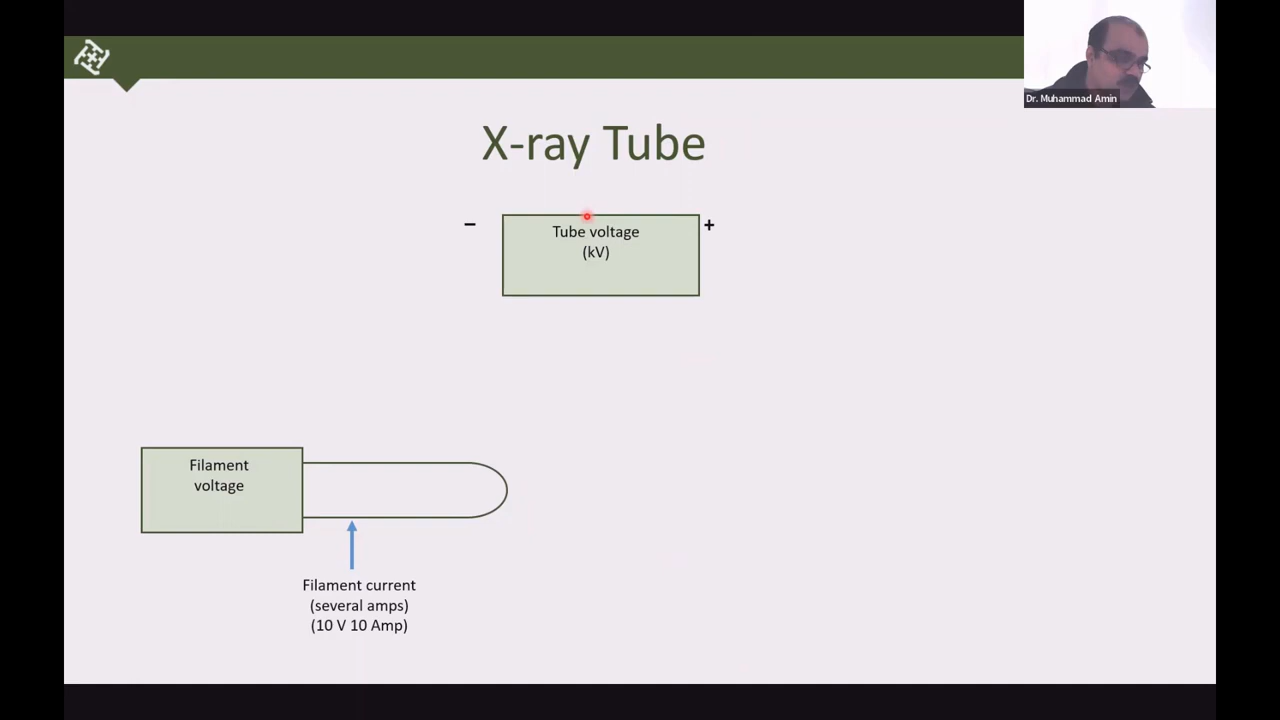 Dr. Muhammad Amin
X-ray Tube
– +
Tube voltage
(kV)
Filament
voltage
Filament current
(several amps)
(10 V 10 Amp)